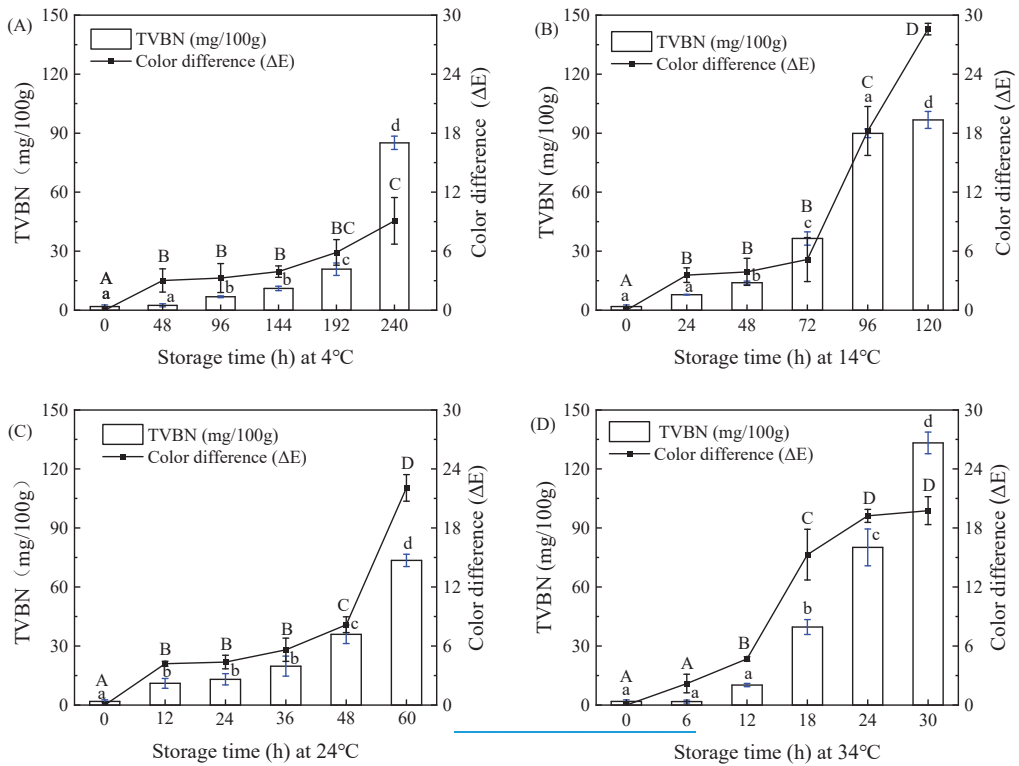 (A)
150
120
90
60
30
0
TVBN（mg/100g)
TVBN (mg/100g)
Color difference (ΔE)
A
a
B
a
B
b
B
b
BC
c
d
C
30
24
18
12
6
0
Color difference (ΔE)
0 48 96 144 192 240
Storage time (h) at 4℃
(B)
150
120
90
60
30
0
TVBN (mg/100g)
TVBN (mg/100g)
Color difference (ΔE)
A
a
B
a
B
b
B
c
C
a
D
d
30
24
18
12
6
0
Color difference (ΔE)
0 24 48 72 96 120
Storage time (h) at 14℃
(C)
150
120
90
60
30
0
TVBN（mg/100g）
TVBN (mg/100g)
Color difference (ΔE)
A
a
B
b
B
b
B
b
C
c
D
d
30
24
18
12
6
0
Color difference (ΔE)
0 12 24 36 48 60
Storage time (h) at 24℃
(D)
150
120
90
60
30
0
TVBN (mg/100g)
TVBN (mg/100g)
Color difference (ΔE)
A
a
A
a
B
a
C
b
D
c
d
D
30
24
18
12
6
0
Color difference (ΔE)
0 6 12 18 24 30
Storage time (h) at 34℃